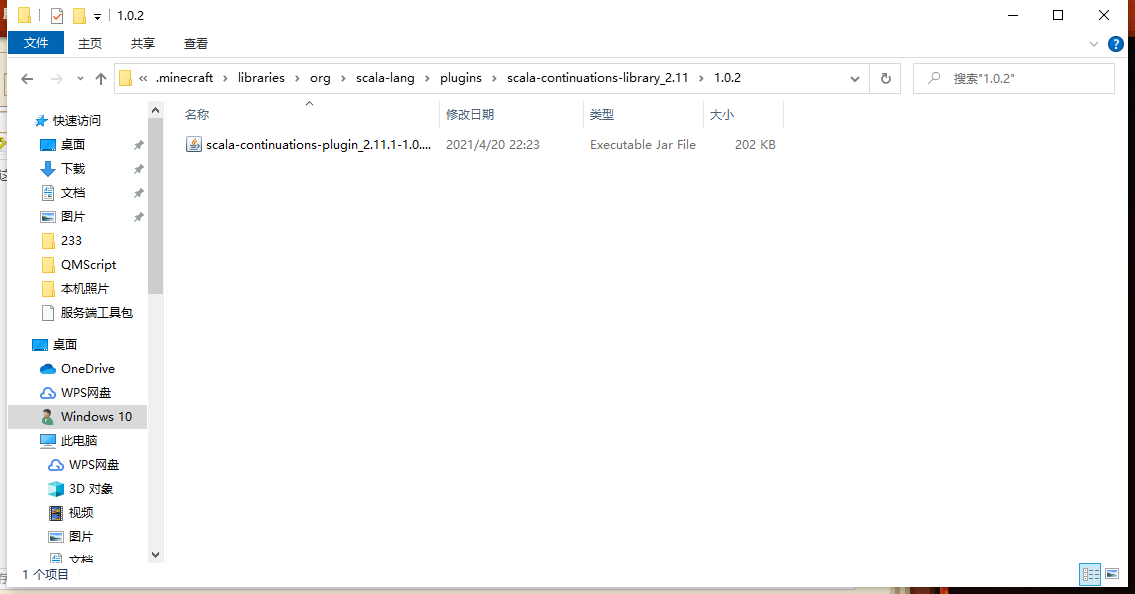 1.0.2
文件 主页 共享 查看
« .minecraft › libraries › org › scala-lang › plugins › scala-continuations-library_2.11 › 1.0.2
搜索"1.0.2"
名称 修改日期 类型 大小
scala-continuations-plugin_2.11.1-1.0.... 2021/4/20 22:23 Executable Jar File 202 KB
快速访问
桌面
下载
文档
图片
233
QMScript
本机照片
服务端工具包
桌面
OneDrive
WPS网盘
Windows 10
此电脑
WPS网盘
3D 对象
视频
图片
文档
1 个项目